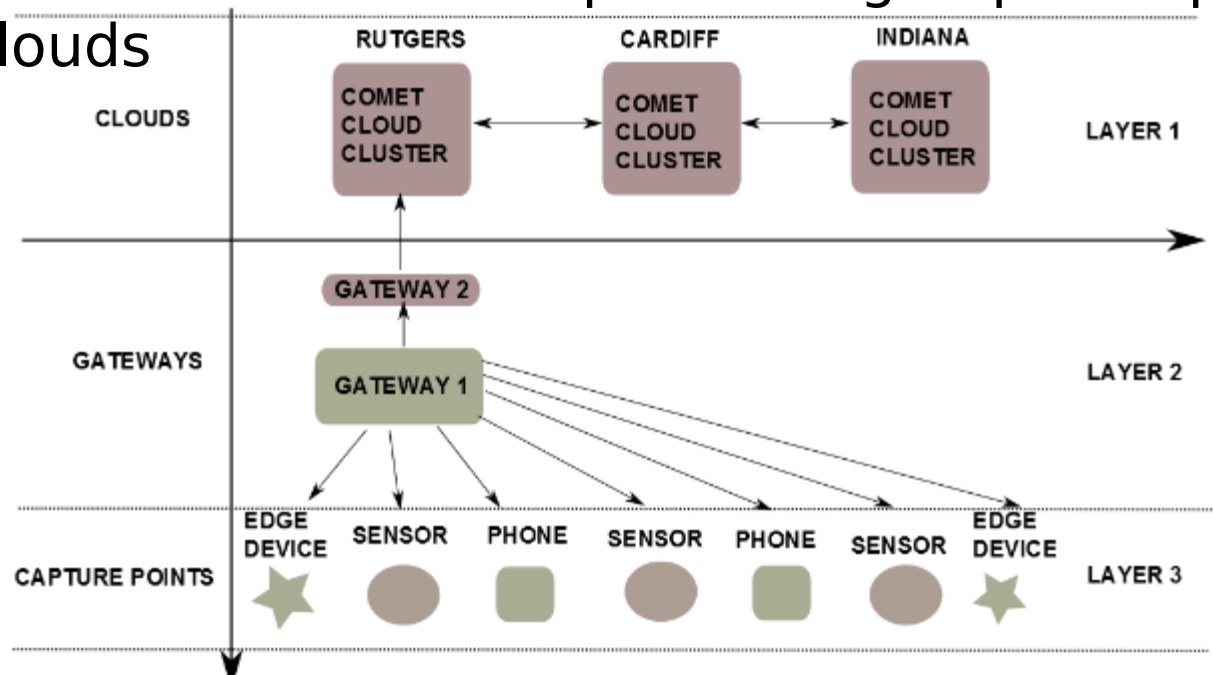 RUTGERS
CARDIFF
INDIANA
CLOUDS
COMET
CLOUD
CLUSTER
COMET
CLOUD
CLUSTER
COMET
CLOUD
CLUSTER
LAYER 1
GATEWAY 2
GATEWAYS
GATEWAY 1
LAYER 2
EDGE
DEVICE
SENSOR
PHONE
SENSOR
PHONE
SENSOR
EDGE
DEVICE
CAPTURE POINTS
LAYER 3